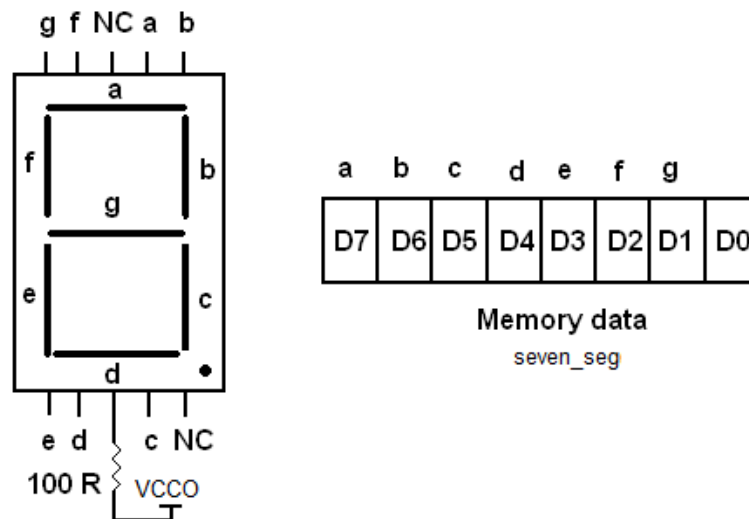 g f NC a b
a
f
b
g
e
c
d
e d c NC
100 R
VCCO
a b c d e f g
D7 D6 D5 D4 D3 D2 D1 D0
Memory data
seven_seg